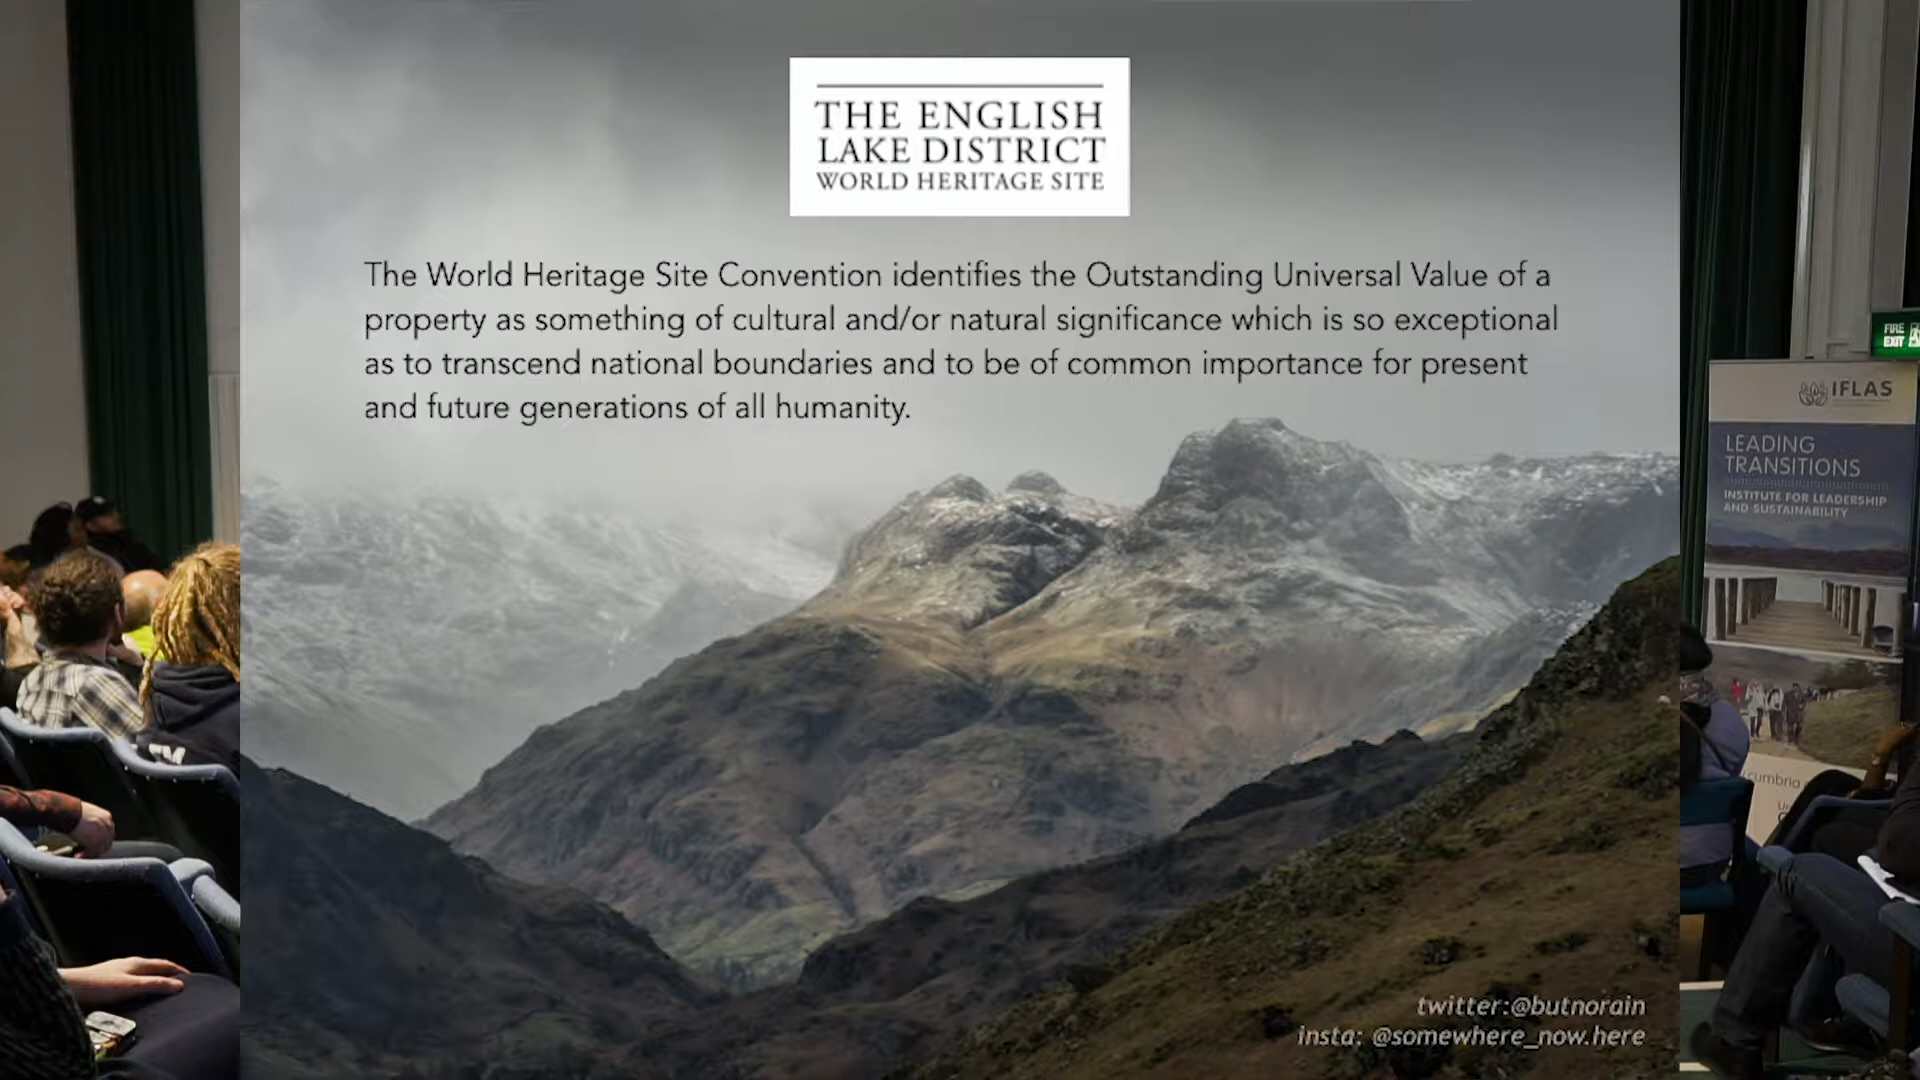 THE ENGLISH
LAKE DISTRICT
WORLD HERITAGE SITE
The World Heritage Site Convention identifies the Outstanding Universal Value of a
property as something of cultural and/or natural significance which is so exceptional
as to transcend national boundaries and to be of common importance for present
and future generations of all humanity.
twitter:@butnorain
insta: @somewhere_now.here
FIRE
EXIT
IFLAS
LEADING
TRANSITIONS
INSTITUTE FOR LEADERSHIP
AND SUSTAINABILITY
cumbria